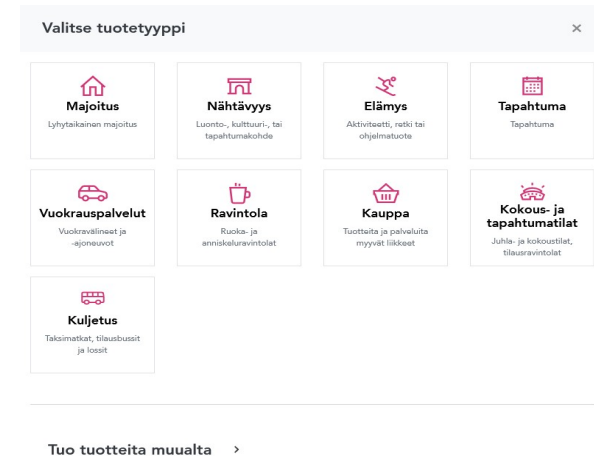 Valitse tuotetyyppi
×
Majoitus
Lyhytaikainen majoitus
Nähtävyys
Luonto-, kulttuuri-, tai
tapahtumakohde
Elämys
Aktiviteetti, retki tai
ohjelmatuote
Tapahtuma
Tapahtuma
Vuokrauspalvelut
Vuokravälineet ja
-ajoneuvot
Ravintola
Ruoka- ja
anniskeluravintolat
Kauppa
Tuotteita ja palveluita
myyvät liikkeet
Kokous- ja
tapahtumatilat
Juhla- ja kokoustilat,
tilausravintolat
Kuljetus
Taksimatkat, tilausbussit
ja lossit
Tuo tuotteita muualta >